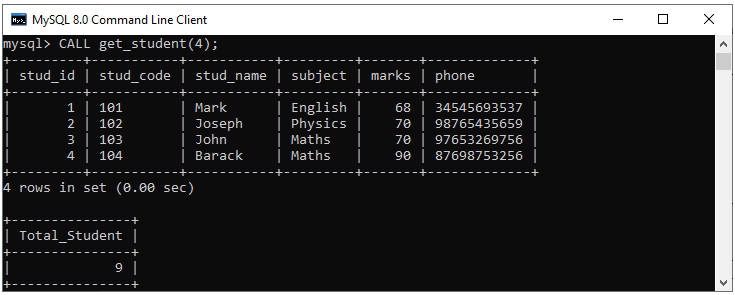 MySQL 8.0 Command Line Client
mysql> CALL get_student(4);
+---------+-----------+-----------+---------+-------+-------------+
| stud_id | stud_code | stud_name | subject | marks | phone       |
+---------+-----------+-----------+---------+-------+-------------+
|       1 | 101       | Mark      | English |    68 | 34545693537 |
|       2 | 102       | Joseph    | Physics |    70 | 98765435659 |
|       3 | 103       | John      | Maths   |    70 | 97653269756 |
|       4 | 104       | Barack    | Maths   |    90 | 87698753256 |
+---------+-----------+-----------+---------+-------+-------------+
4 rows in set (0.00 sec)
+---------------+
| Total_Student |
+---------------+
|             9 |
+---------------+